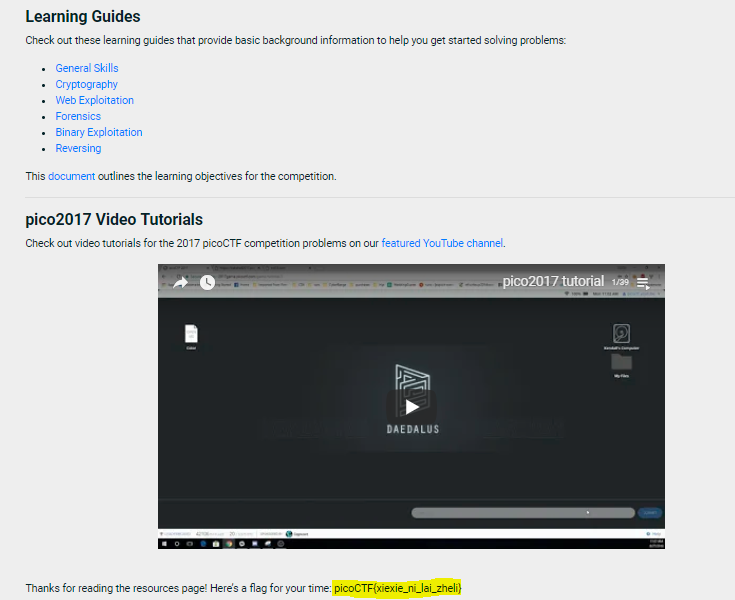 Learning Guides
Check out these learning guides that provide basic background information to help you get started solving problems:
General Skills
Cryptography
Web Exploitation
Forensics
Binary Exploitation
Reversing
This document outlines the learning objectives for the competition.
pico2017 Video Tutorials
Check out video tutorials for the 2017 picoCTF competition problems on our featured YouTube channel.
pico2017 tutorial 1/39
My Files
DAEDALUS
Thanks for reading the resources page! Here's a flag for your time: picoCTF{xiexie_ni_lai_zheli}